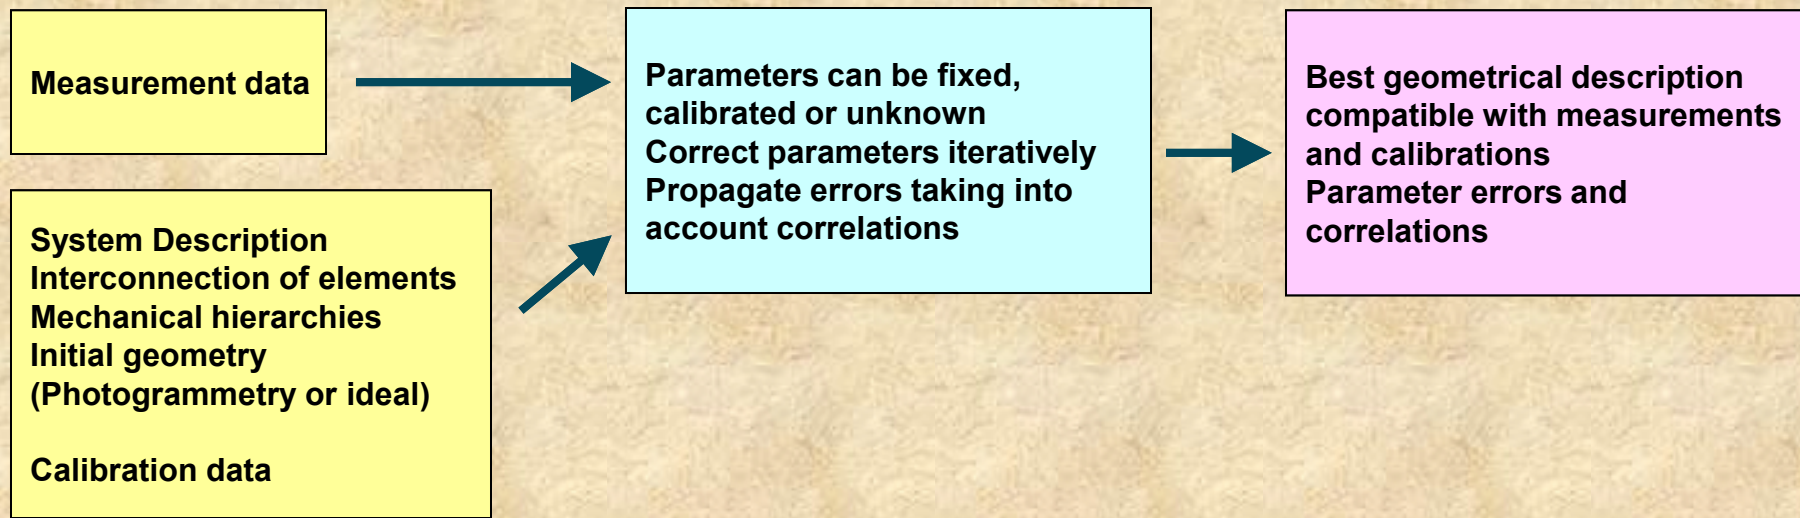 Measurement data
System Description
Interconnection of elements
Mechanical hierarchies
Initial geometry
(Photogrammetry or ideal)
Calibration data
Parameters can be fixed,
calibrated or unknown
Correct parameters iteratively
Propagate errors taking into
account correlations
Best geometrical description
compatible with measurements
and calibrations
Parameter errors and
correlations